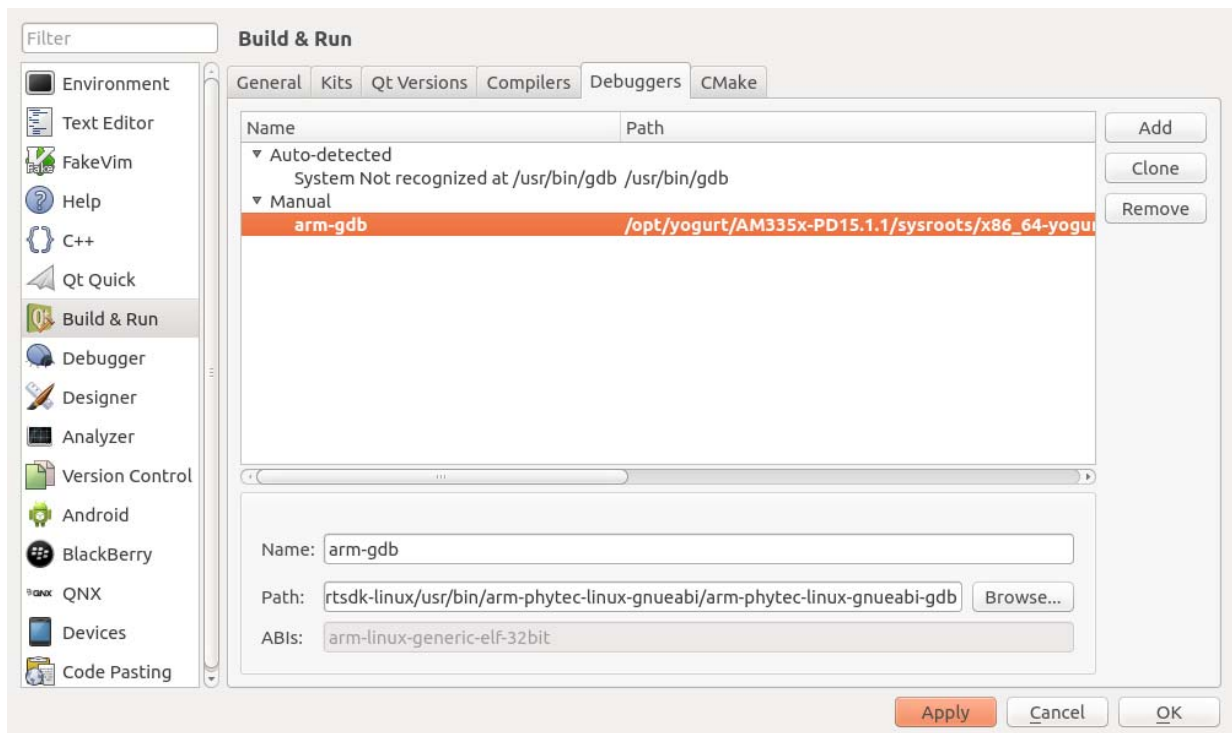 Filter
Environment
Text Editor
FakeVim
Help
C++
Qt Quick
Build & Run
Debugger
Designer
Analyzer
Version Control
Android
BlackBerry
QNX
Devices
Code Pasting
Build & Run
General Kits Qt Versions Compilers Debuggers CMake
Name Path
Auto-detected
System Not recognized at /usr/bin/gdb /usr/bin/gdb
Manual
arm-gdb /opt/yogurt/AM335x-PD15.1.1/sysroots/x86_64-yogu
Add
Clone
Remove
Name: arm-gdb
Path: rtsdk-linux/usr/bin/arm-phytec-linux-gnueabi/arm-phytec-linux-gnueabi-gdb Browse...
ABIs: arm-linux-generic-elf-32bit
Apply Cancel OK